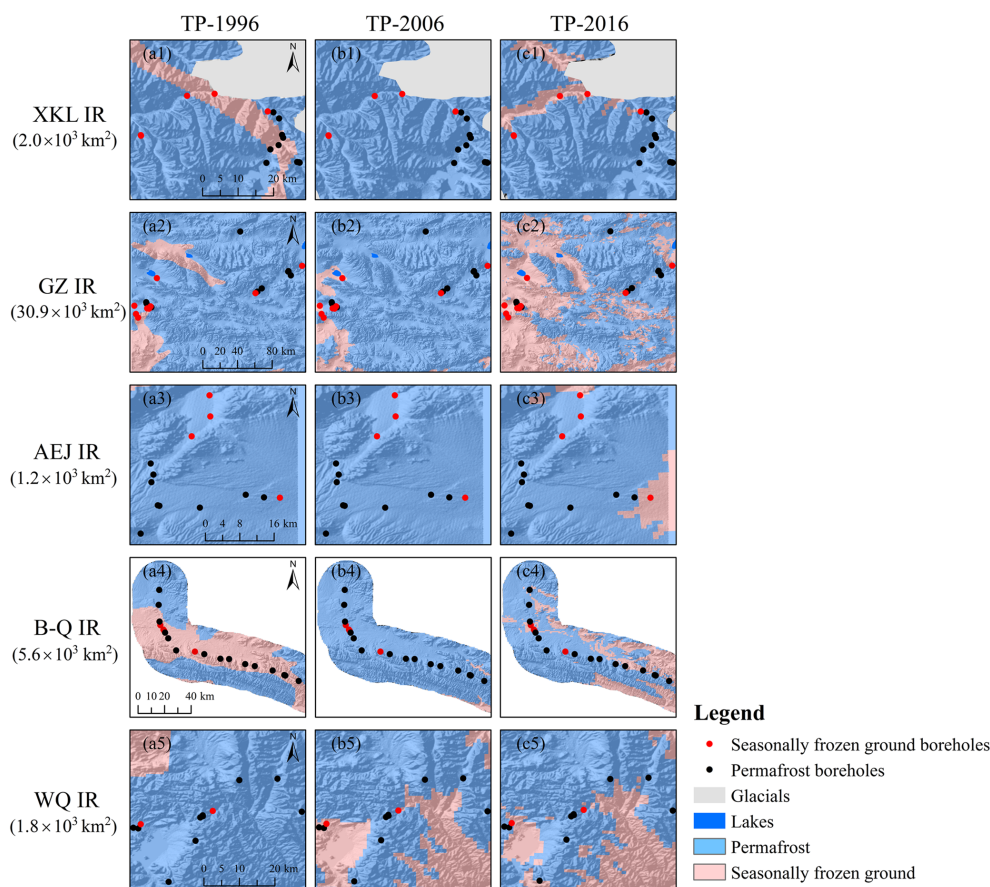 TP-1996 TP-2006 TP-2016
XKL IR
(2.0×10³ km²)
(a1) N (b1) (c1)
0 5 10 20 km
GZ IR
(30.9×10³ km²)
(a2) N (b2) (c2)
0 20 40 80 km
AEJ IR
(1.2×10³ km²)
(a3) N (b3) (c3)
0 4 8 16 km
B-Q IR
(5.6×10³ km²)
(a4) N (b4) (c4)
0 10 20 40 km
WQ IR
(1.8×10³ km²)
(a5) N (b5) (c5)
0 5 10 20 km
Legend
Seasonally frozen ground boreholes
Permafrost boreholes
Glacials
Lakes
Permafrost
Seasonally frozen ground